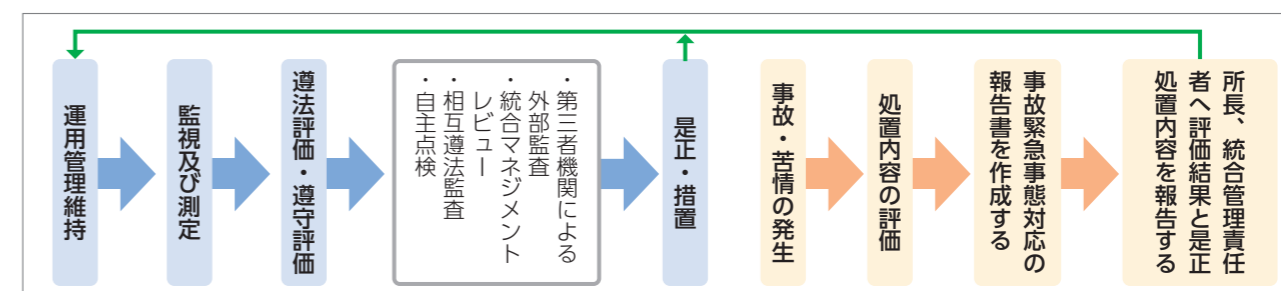 運用管理維持
監視及び測定
遵法評価・遵守評価
・第三者機関による
外部監査
・統合マネジメント
レビュー
・相互遵法監査
・自主点検
是正・措置
事故・苦情の発生
処置内容の評価
事故緊急事態対応の
報告書を作成する
所長、統合管理責任
者へ評価結果と是正
処置内容を報告する